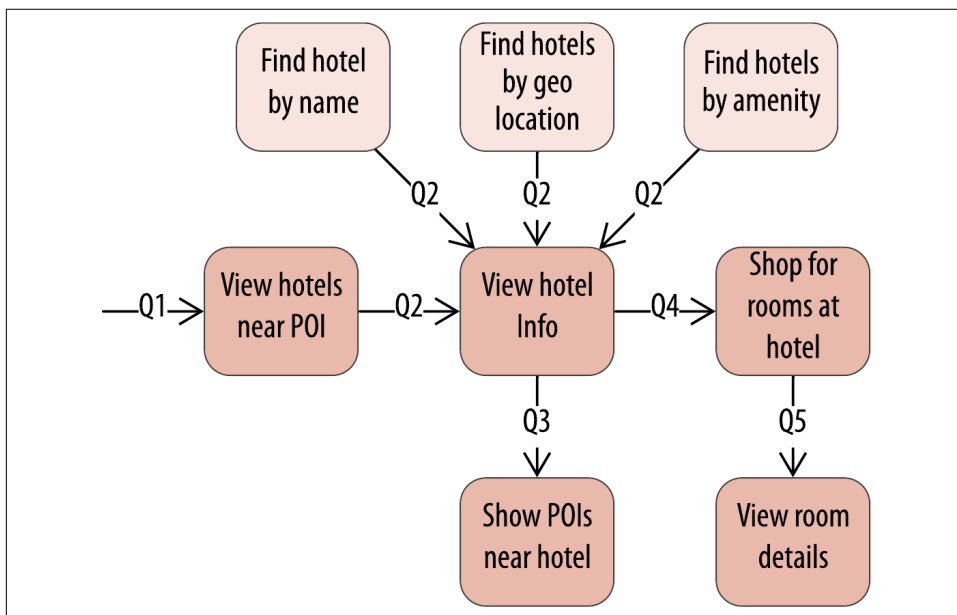 Find hotel
by name
Find hotels
by geo
location
Find hotels
by amenity
Q2
Q2
Q2
Q1
View hotels
near POI
Q2
View hotel
Info
Q4
Shop for
rooms at
hotel
Q3
Q5
Show POIs
near hotel
View room
details